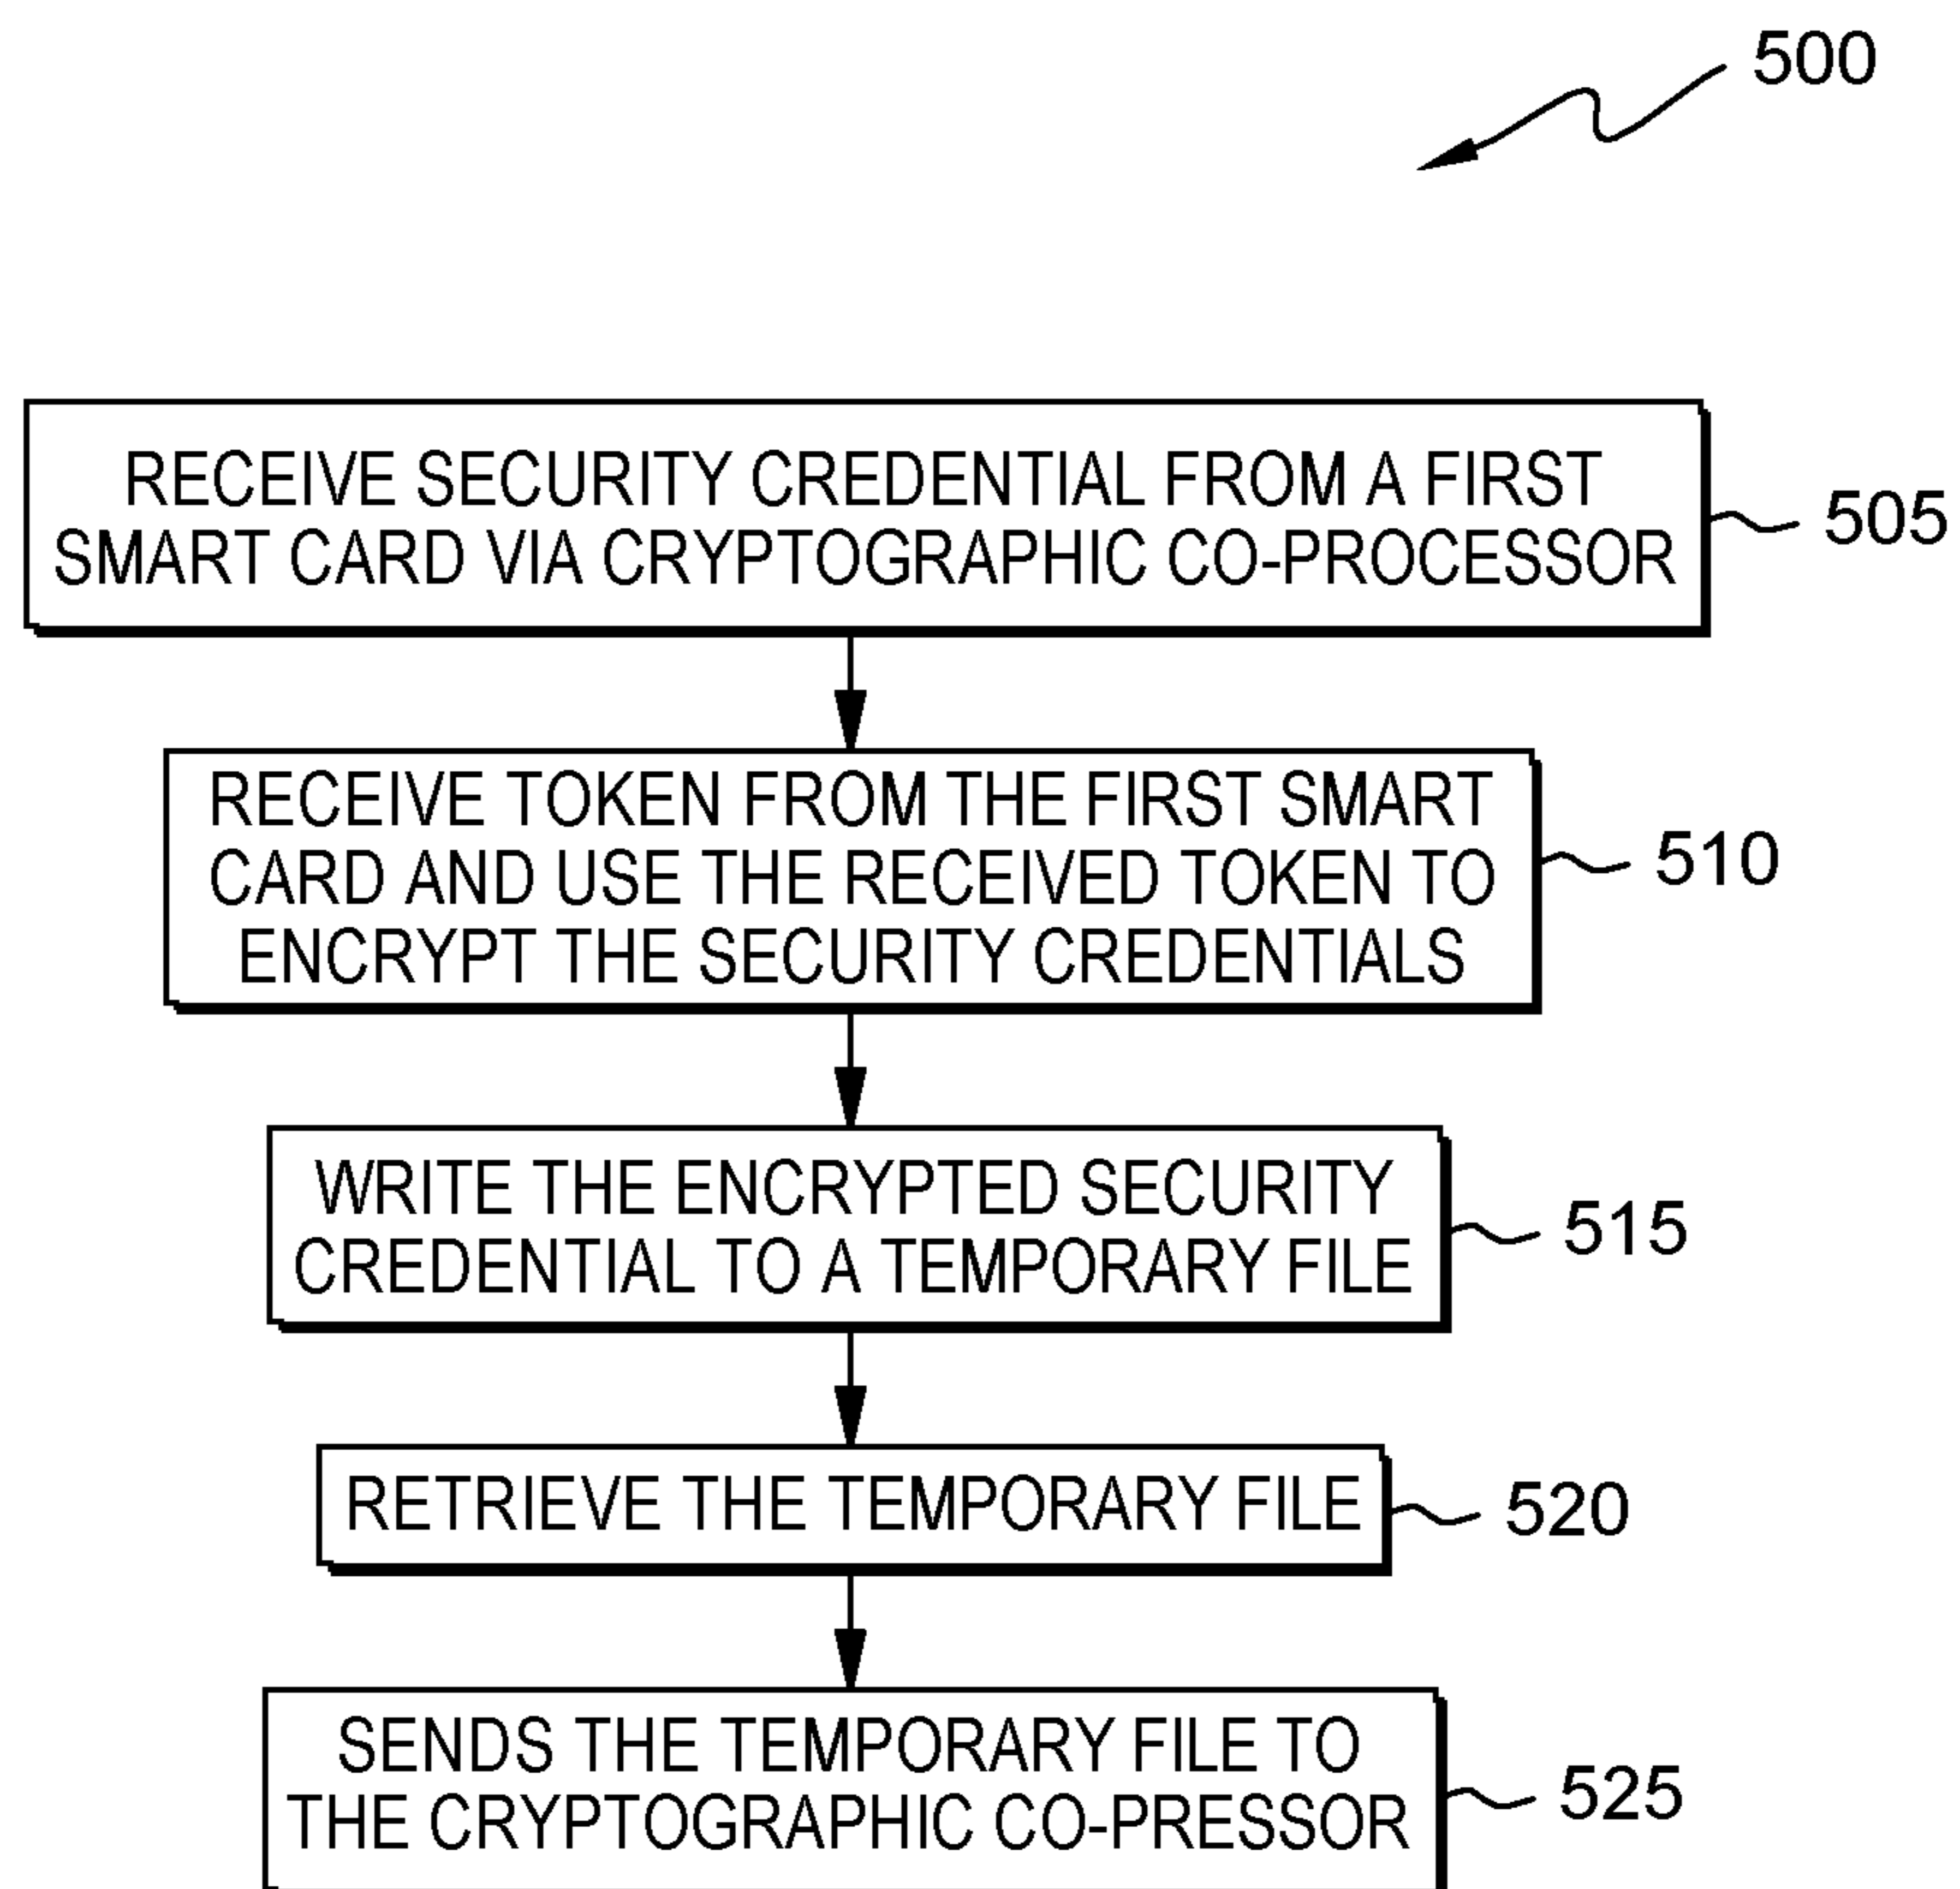 500
RECEIVE SECURITY CREDENTIAL FROM A FIRST
SMART CARD VIA CRYPTOGRAPHIC CO-PROCESSOR
505
RECEIVE TOKEN FROM THE FIRST SMART
CARD AND USE THE RECEIVED TOKEN TO
ENCRYPT THE SECURITY CREDENTIALS
510
WRITE THE ENCRYPTED SECURITY
CREDENTIAL TO A TEMPORARY FILE
515
RETRIEVE THE TEMPORARY FILE
520
SENDS THE TEMPORARY FILE TO
THE CRYPTOGRAPHIC CO-PRESSOR
525